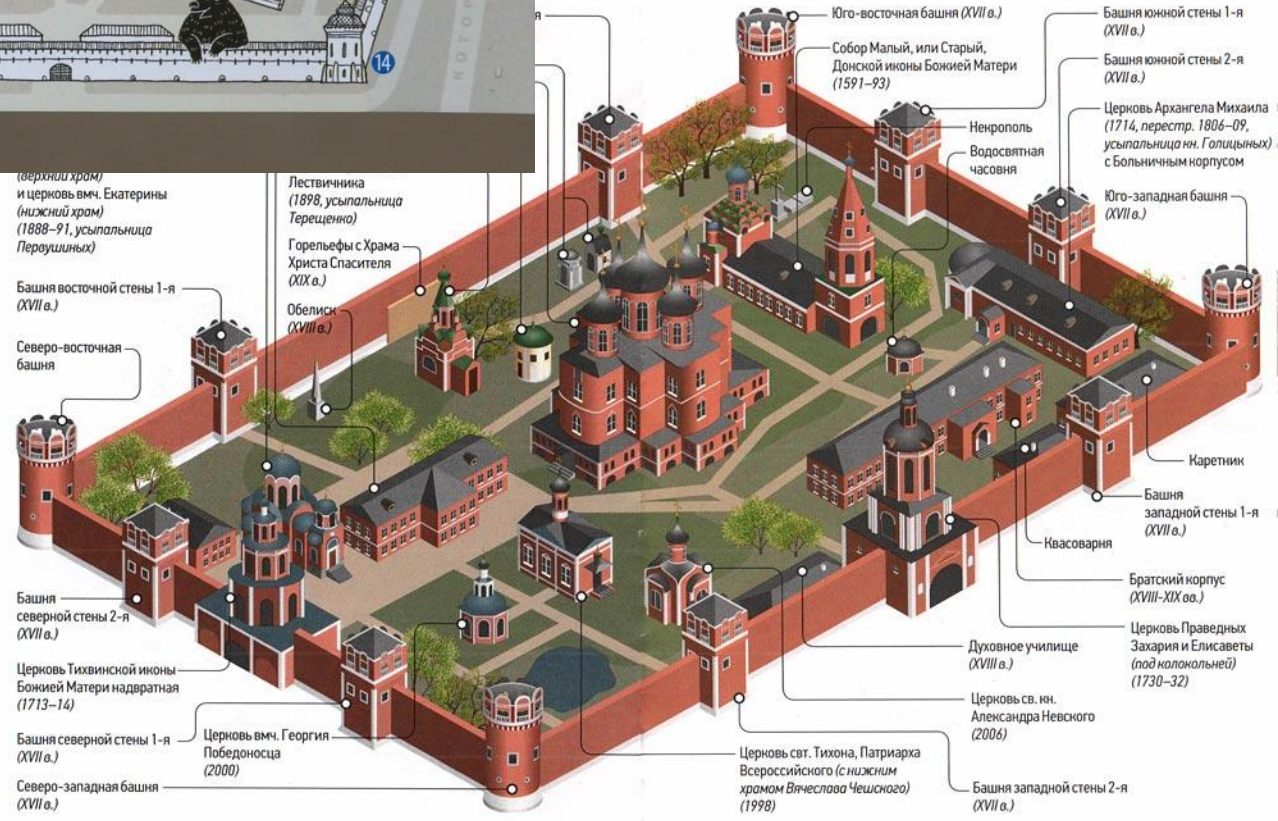 я
14
КОТОР
(верхний храм)
и церковь вмч. Екатерины
(нижний храм)
(1888–91, усыпальница
Первушиных)
Башня восточной стены 1-я
(XVII в.)
Северо-восточная
башня
Лествичника
(1898, усыпальница
Терещенко)
Горельефы с Храма
Христа Спасителя
(XIX в.)
Обелиск
(XVIII в.)
Юго-восточная башня (XVII в.)
Собор Малый, или Старый,
Донской иконы Божией Матери
(1591–93)
Некрополь
Водосвятная
часовня
Башня южной стены 1-я
(XVII в.)
Башня южной стены 2-я
(XVII в.)
Церковь Архангела Михаила
(1714, перестр. 1806–09,
усыпальница кн. Голицыных)
с Больничным корпусом
Юго-западная башня
(XVII в.)
Каретник
Башня
западной стены 1-я
(XVII в.)
Квасоварня
Братский корпус
(XVIII–XIX вв.)
Церковь Праведных
Захария и Елисаветы
(под колокольней)
(1730–32)
Духовное училище
(XVIII в.)
Церковь св. кн.
Александра Невского
(2006)
Башня западной стены 2-я
(XVII в.)
Церковь свт. Тихона, Патриарха
Всероссийского (с нижним
храмом Вячеслава Чешского)
(1998)
Башня
северной стены 2-я
(XVII в.)
Церковь Тихвинской иконы
Божией Матери надвратная
(1713–14)
Башня северной стены 1-я
(XVII в.)
Церковь вмч. Георгия
Победоносца
(2000)
Северо-западная башня
(XVII в.)